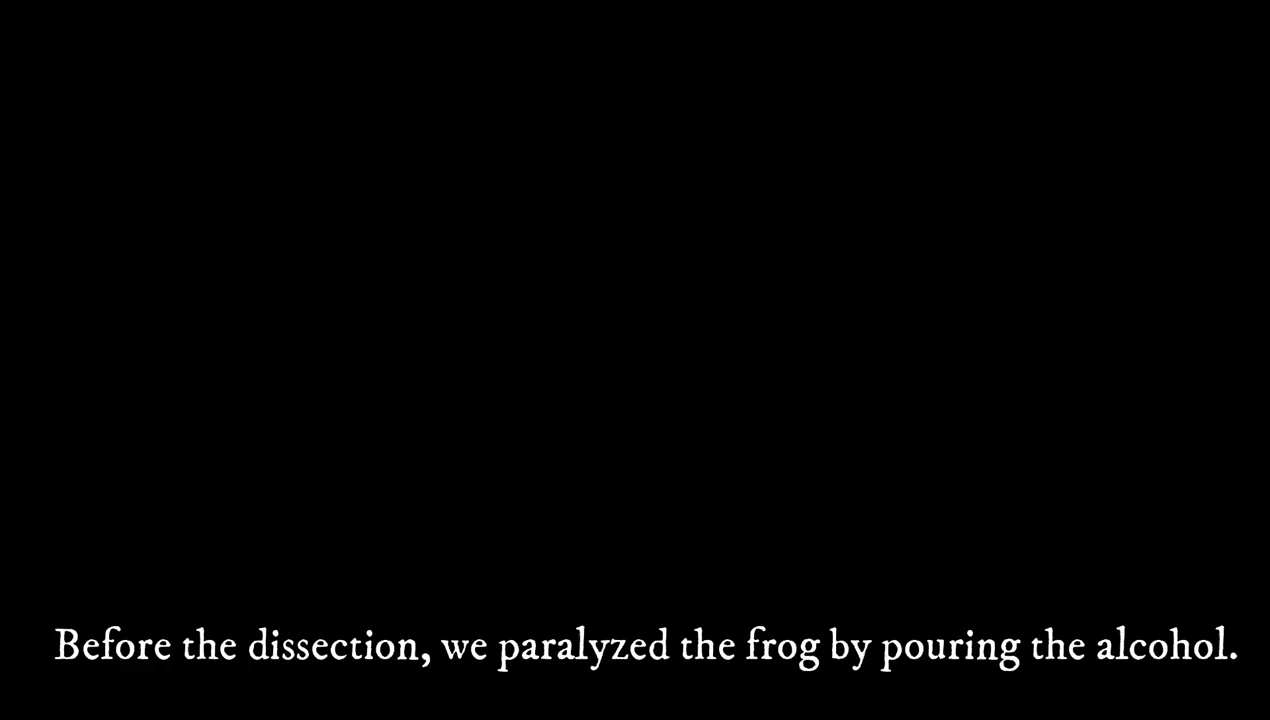 Before the dissection, we paralyzed the frog by pouring the alcohol.